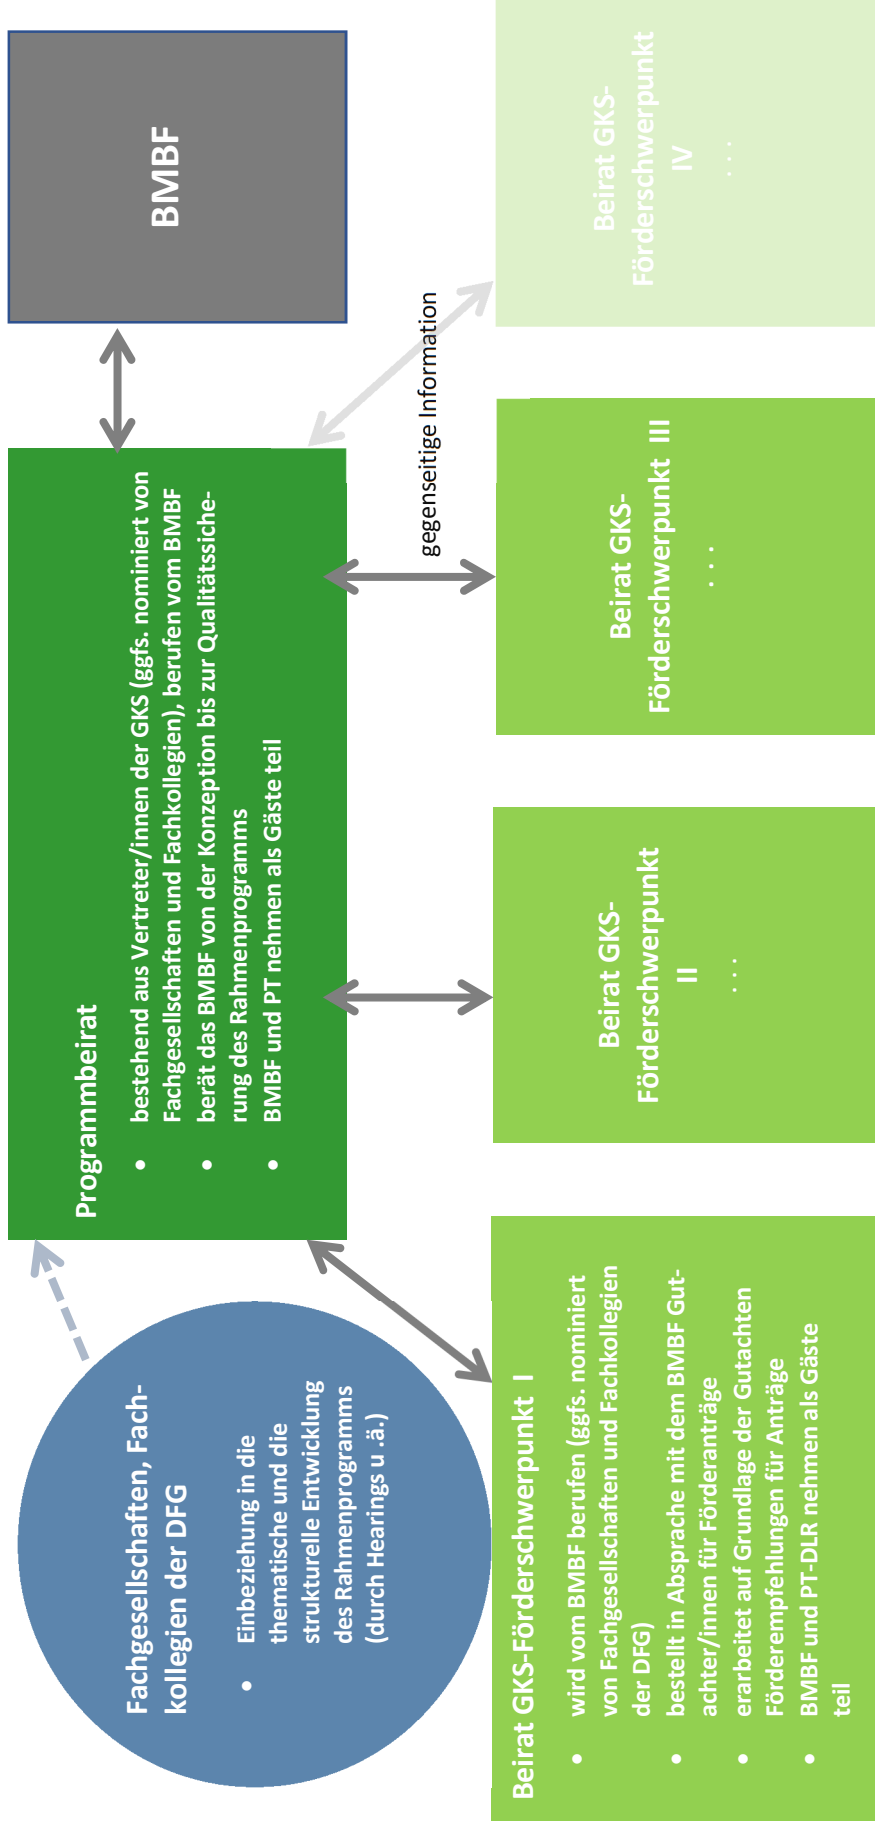 Fachgesellschaften, Fach-
kollegien der DFG
• Einbeziehung in die
thematische und die
strukturelle Entwicklung
des Rahmenprogramms
(durch Hearings u .ä.)
Programmbeirat
• bestehend aus Vertreter/innen der GKS (ggfs. nominiert von
Fachgesellschaften und Fachkollegien), berufen vom BMBF
• berät das BMBF von der Konzeption bis zur Qualitätssiche-
rung des Rahmenprogramms
• BMBF und PT nehmen als Gäste teil
BMBF
gegenseitige Information
Beirat GKS-Förderschwerpunkt I
• wird vom BMBF berufen (ggfs. nominiert
von Fachgesellschaften und Fachkollegien
der DFG)
• bestellt in Absprache mit dem BMBF Gut-
achter/innen für Förderanträge
• erarbeitet auf Grundlage der Gutachten
Förderempfehlungen für Anträge
• BMBF und PT-DLR nehmen als Gäste
teil
Beirat GKS-
Förderschwerpunkt
II
. . .
Beirat GKS-
Förderschwerpunkt III
. . .
Beirat GKS-
Förderschwerpunkt
IV
. . .